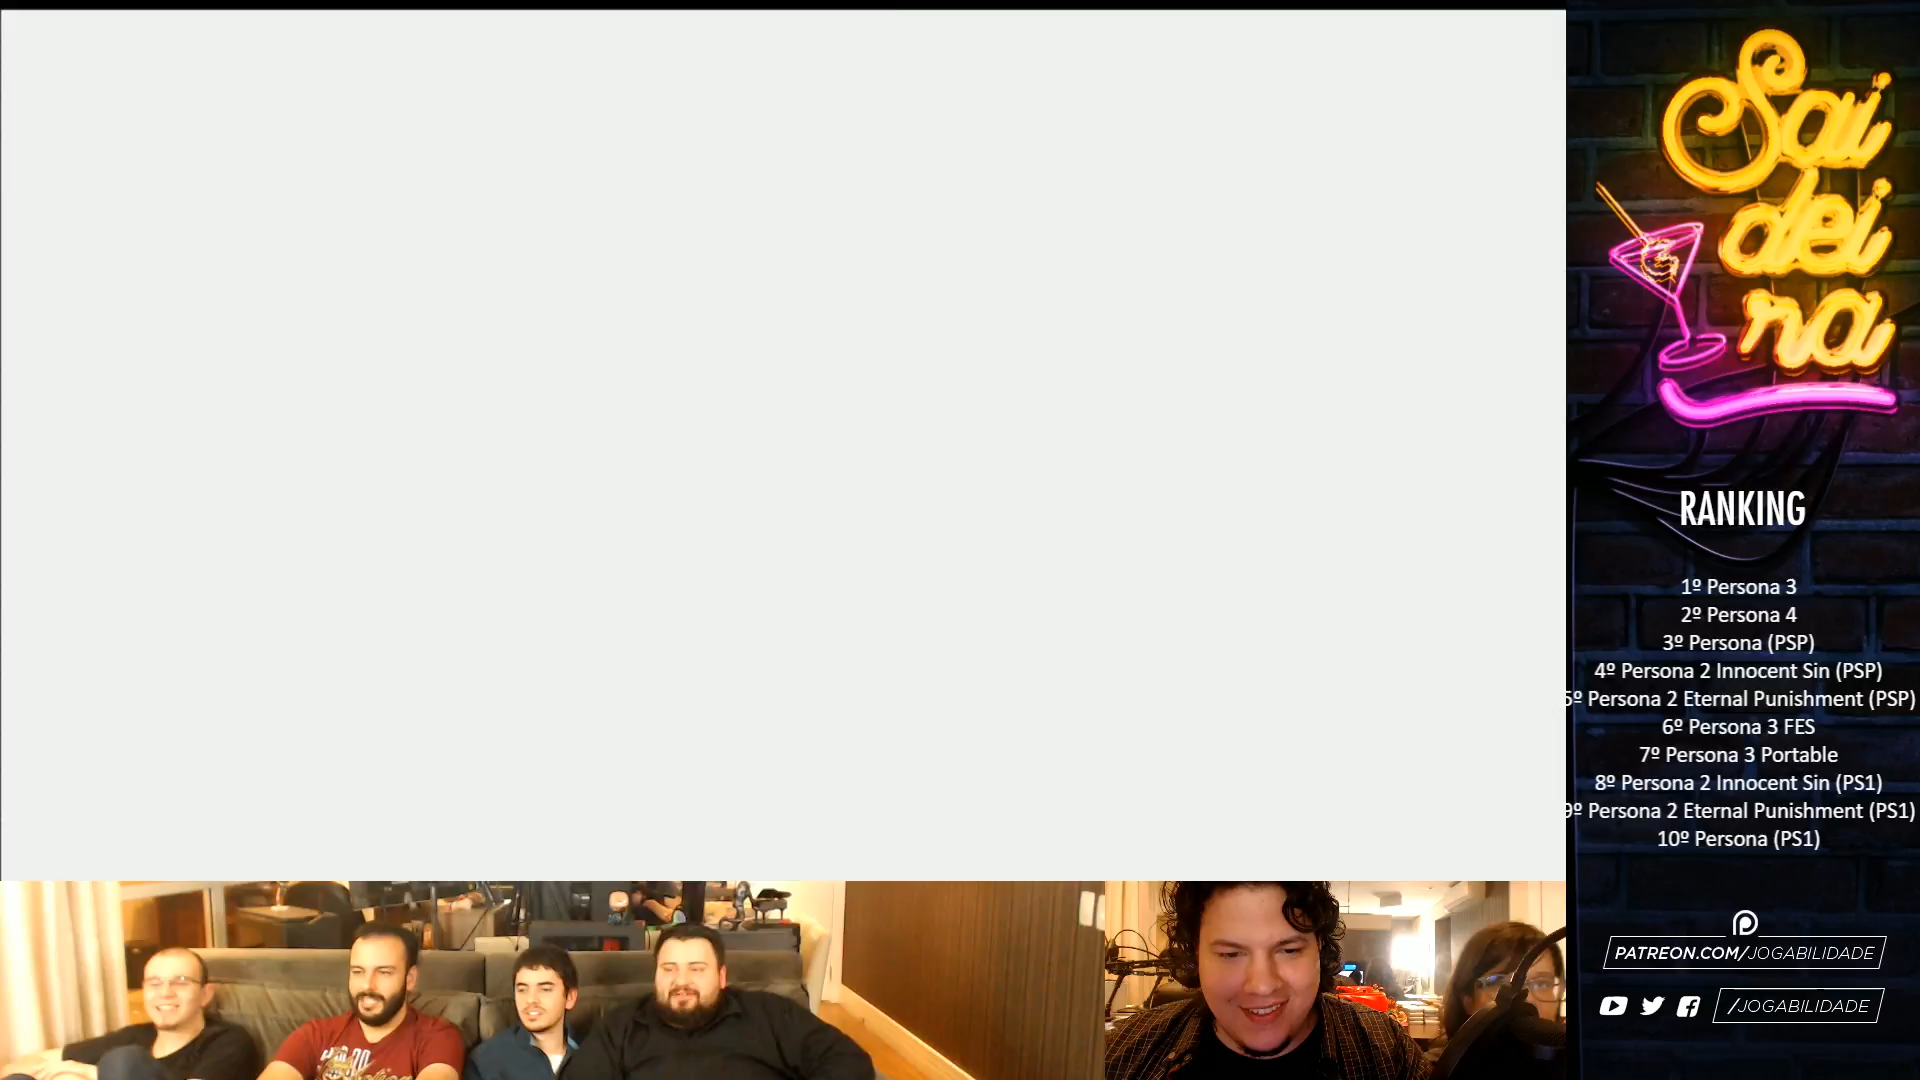 Sai
dei
ra
RANKING
1º Persona 3
2º Persona 4
3º Persona (PSP)
4º Persona 2 Innocent Sin (PSP)
5º Persona 2 Eternal Punishment (PSP)
6º Persona 3 FES
7º Persona 3 Portable
8º Persona 2 Innocent Sin (PS1)
9º Persona 2 Eternal Punishment (PS1)
10º Persona (PS1)
PATREON.COM/JOGABILIDADE
/JOGABILIDADE